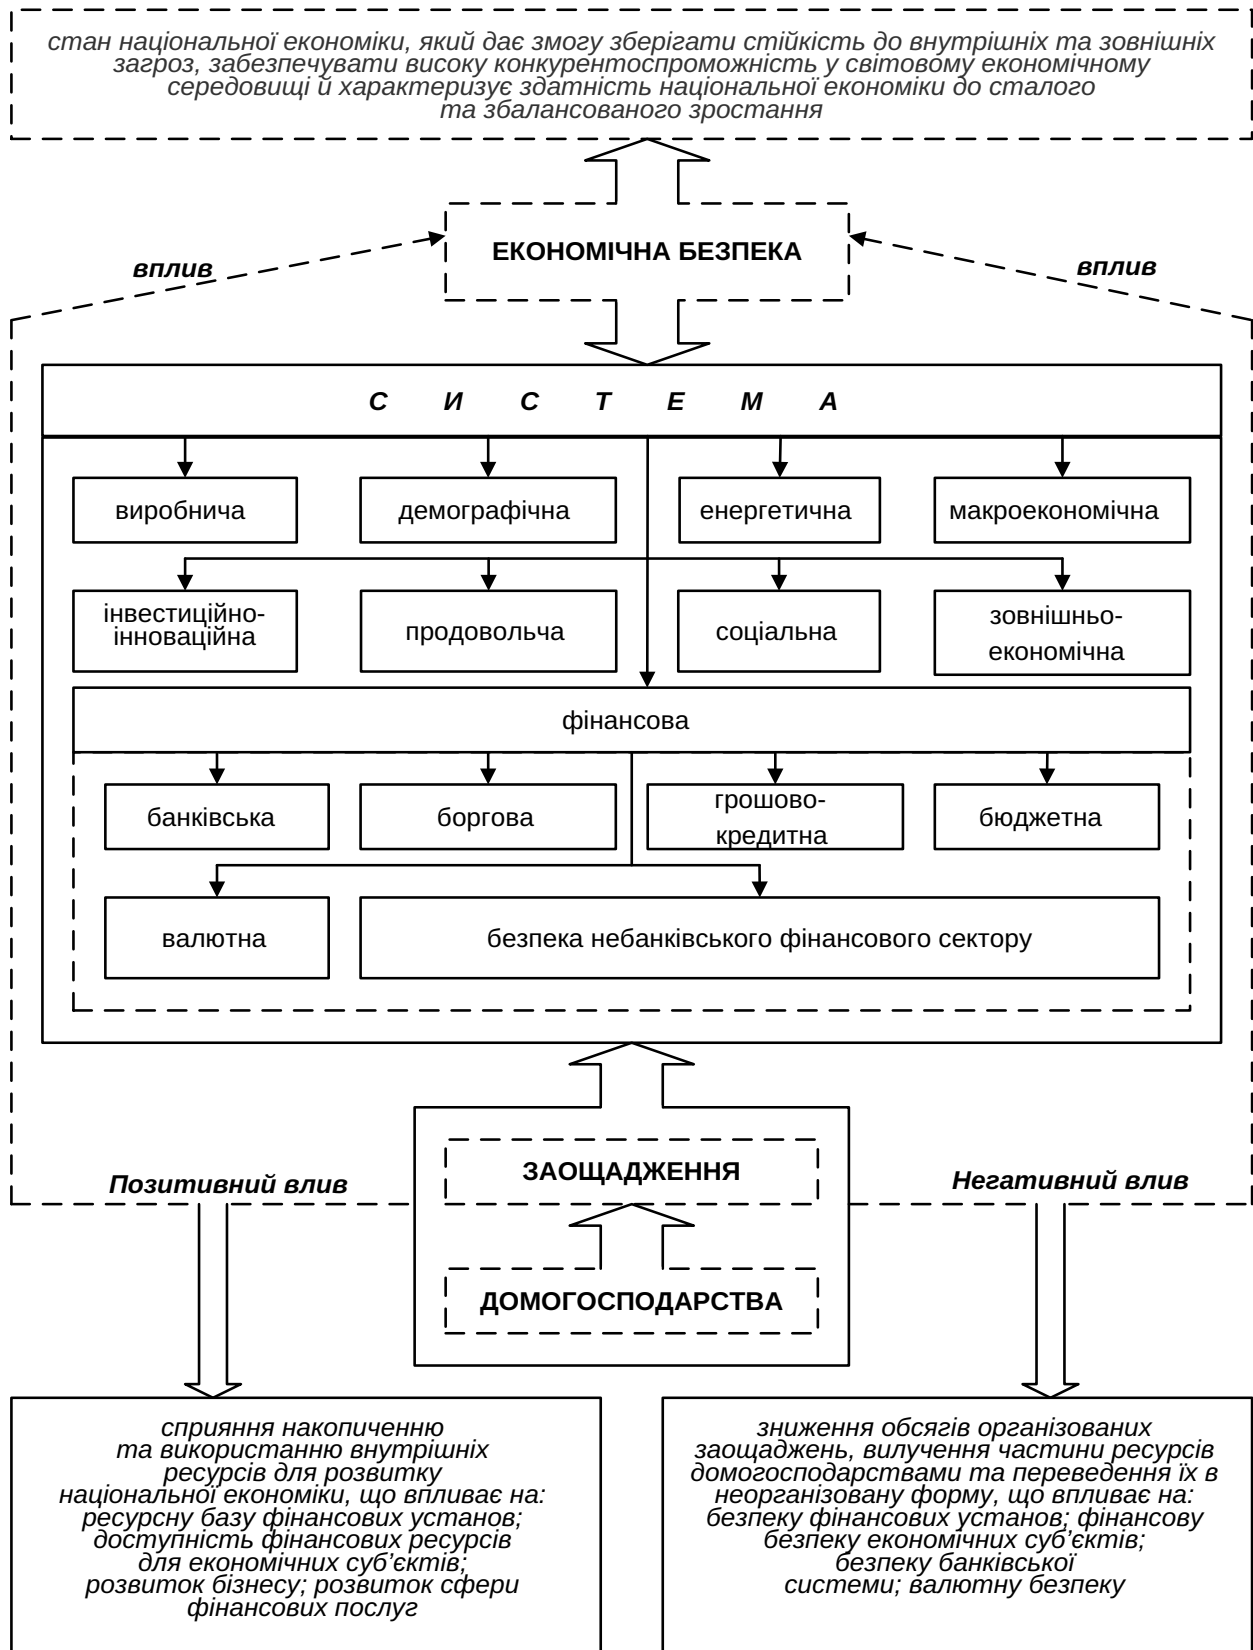 стан національної економіки, який дає змогу зберігати стійкість до внутрішніх та зовнішніх
загроз, забезпечувати високу конкурентоспроможність у світовому економічному
середовищі й характеризує здатність національної економіки до сталого
та збалансованого зростання
ЕКОНОМІЧНА БЕЗПЕКА
вплив
вплив
С И С Т Е М А
виробнича
демографічна
енергетична
макроекономічна
інвестиційно-
інноваційна
продовольча
соціальна
зовнішньо-
економічна
фінансова
банківська
боргова
грошово-
кредитна
бюджетна
валютна
безпека небанківського фінансового сектору
ЗАОЩАДЖЕННЯ
Позитивний влив
Негативний влив
ДОМОГОСПОДАРСТВА
сприяння накопиченню
та використанню внутрішніх
ресурсів для розвитку
національної економіки, що впливає на:
ресурсну базу фінансових установ;
доступність фінансових ресурсів
для економічних суб’єктів;
розвиток бізнесу; розвиток сфери
фінансових послуг
зниження обсягів організованих
заощаджень, вилучення частини ресурсів
домогосподарствами та переведення їх в
неорганізовану форму, що впливає на:
безпеку фінансових установ; фінансову
безпеку економічних суб’єктів;
безпеку банківської
системи; валютну безпеку